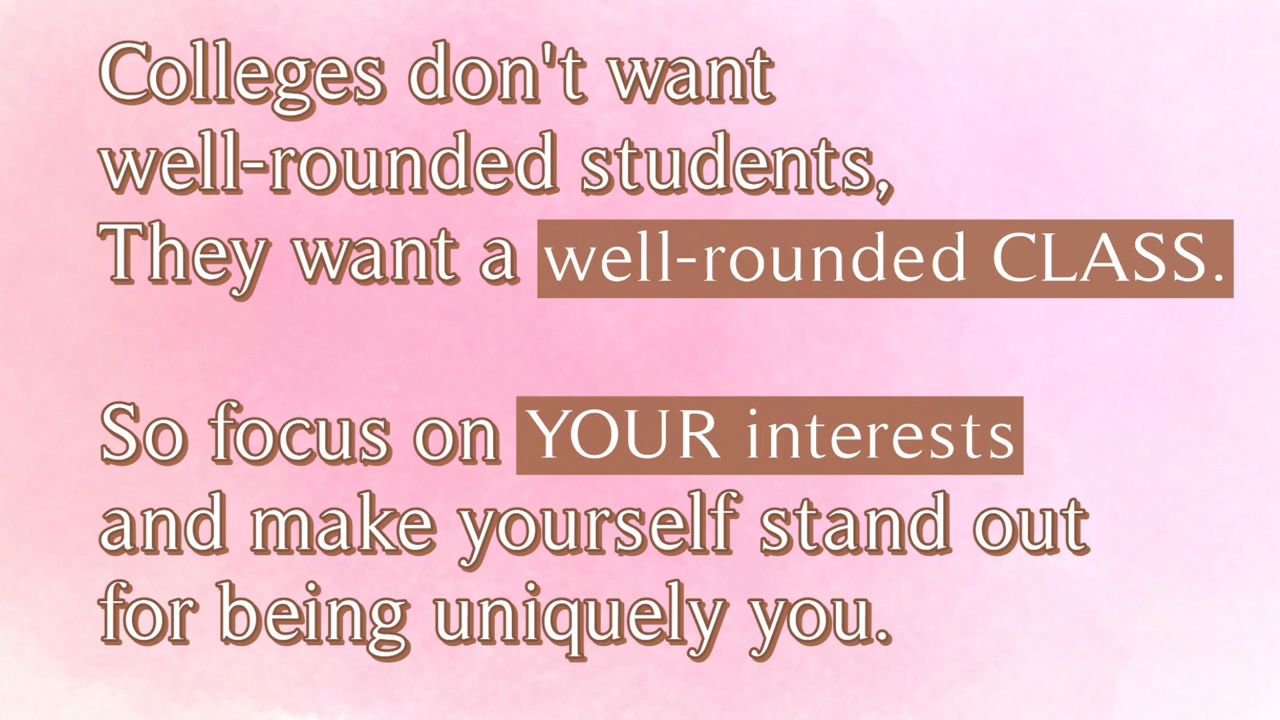 Colleges don't want
well-rounded students,
They want a well-rounded CLASS.
So focus on YOUR interests
and make yourself stand out
for being uniquely you.